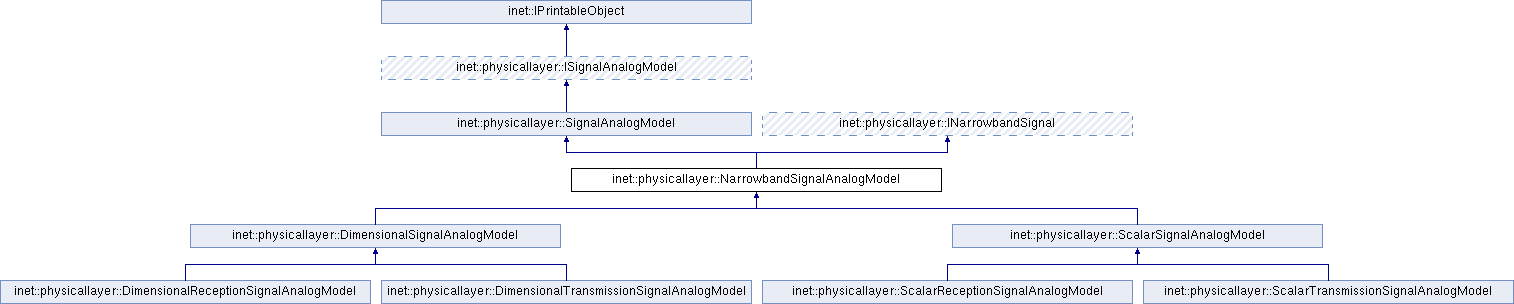 inet::IPrintableObject
inet::physicallayer::ISignalAnalogModel
inet::physicallayer::SignalAnalogModel
inet::physicallayer::INarrowbandSignal
inet::physicallayer::NarrowbandSignalAnalogModel
inet::physicallayer::DimensionalSignalAnalogModel
inet::physicallayer::ScalarSignalAnalogModel
inet::physicallayer::DimensionalReceptionSignalAnalogModel
inet::physicallayer::DimensionalTransmissionSignalAnalogModel
inet::physicallayer::ScalarReceptionSignalAnalogModel
inet::physicallayer::ScalarTransmissionSignalAnalogModel